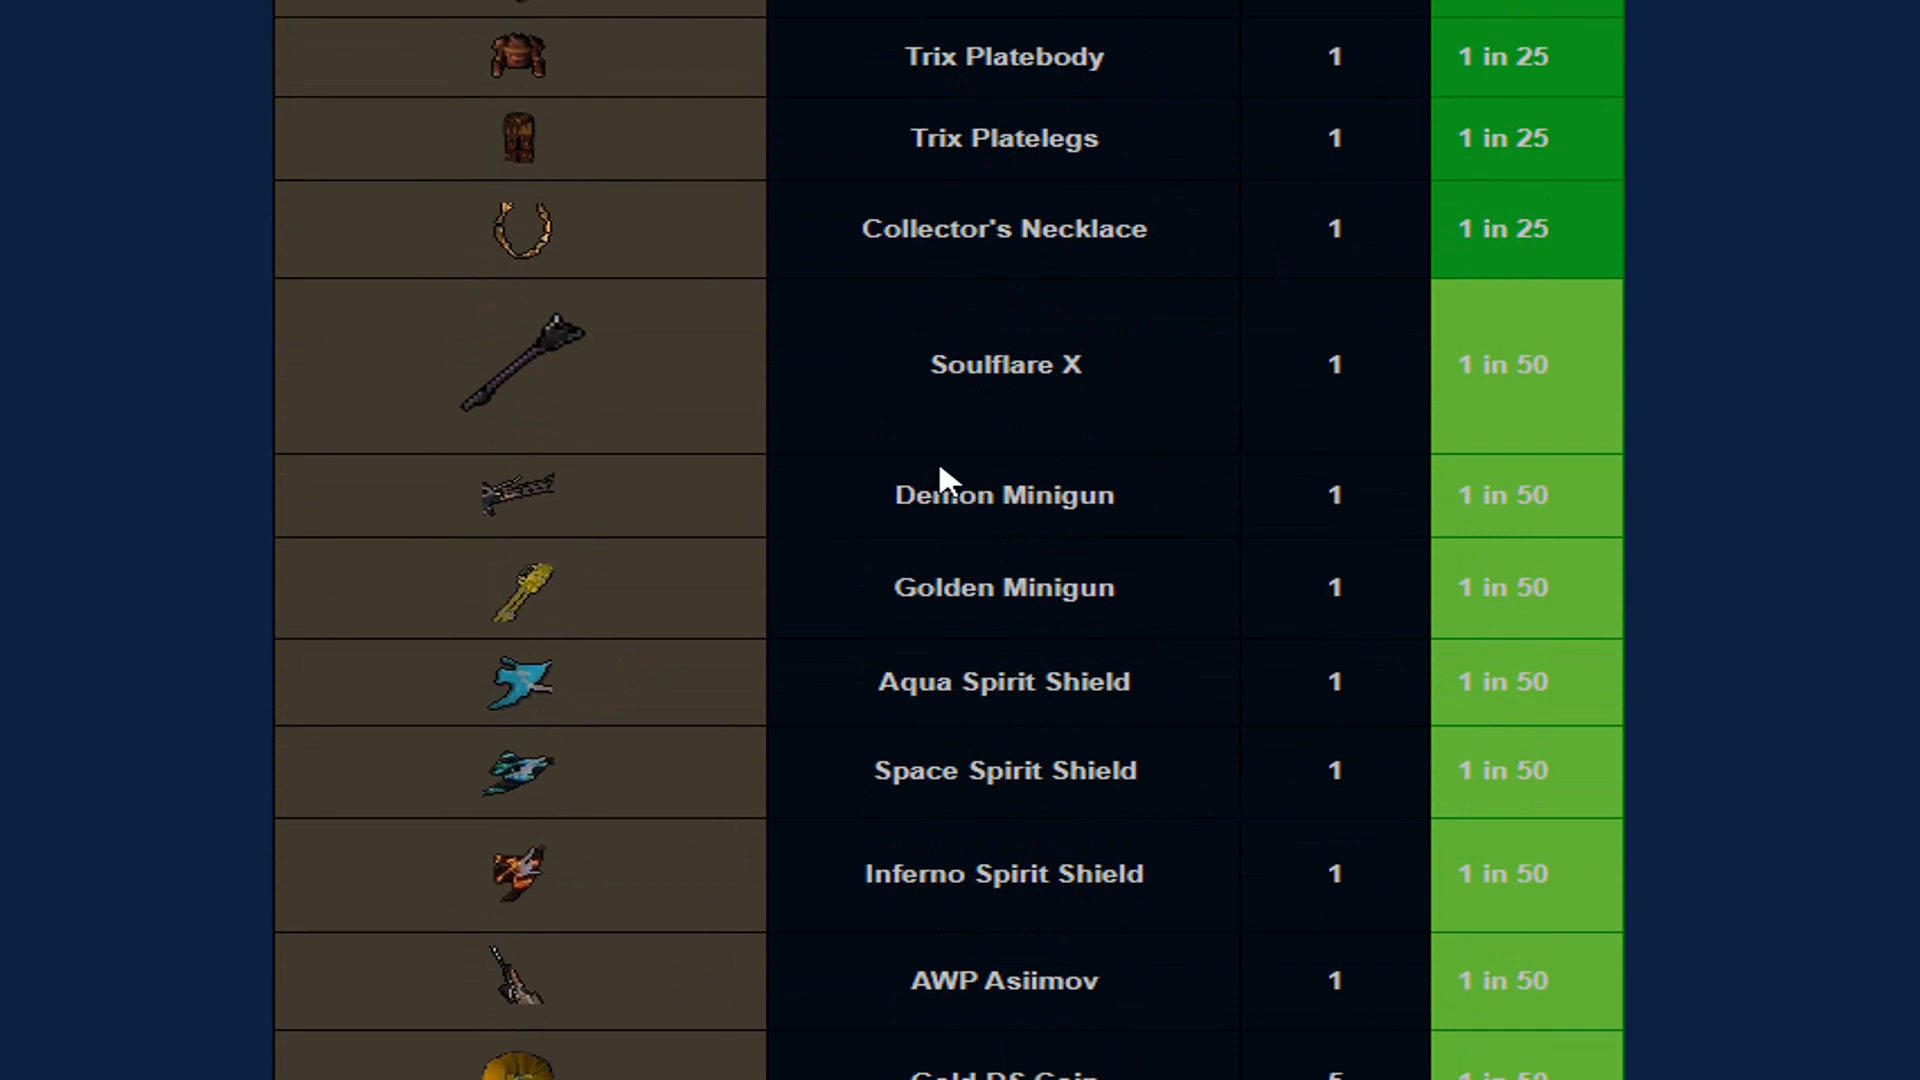 Trix Platebody 1 1 in 25
Trix Platelegs 1 1 in 25
Collector's Necklace 1 1 in 25
Soulflare X 1 1 in 50
Demon Minigun 1 1 in 50
Golden Minigun 1 1 in 50
Aqua Spirit Shield 1 1 in 50
Space Spirit Shield 1 1 in 50
Inferno Spirit Shield 1 1 in 50
AWP Asiimov 1 1 in 50